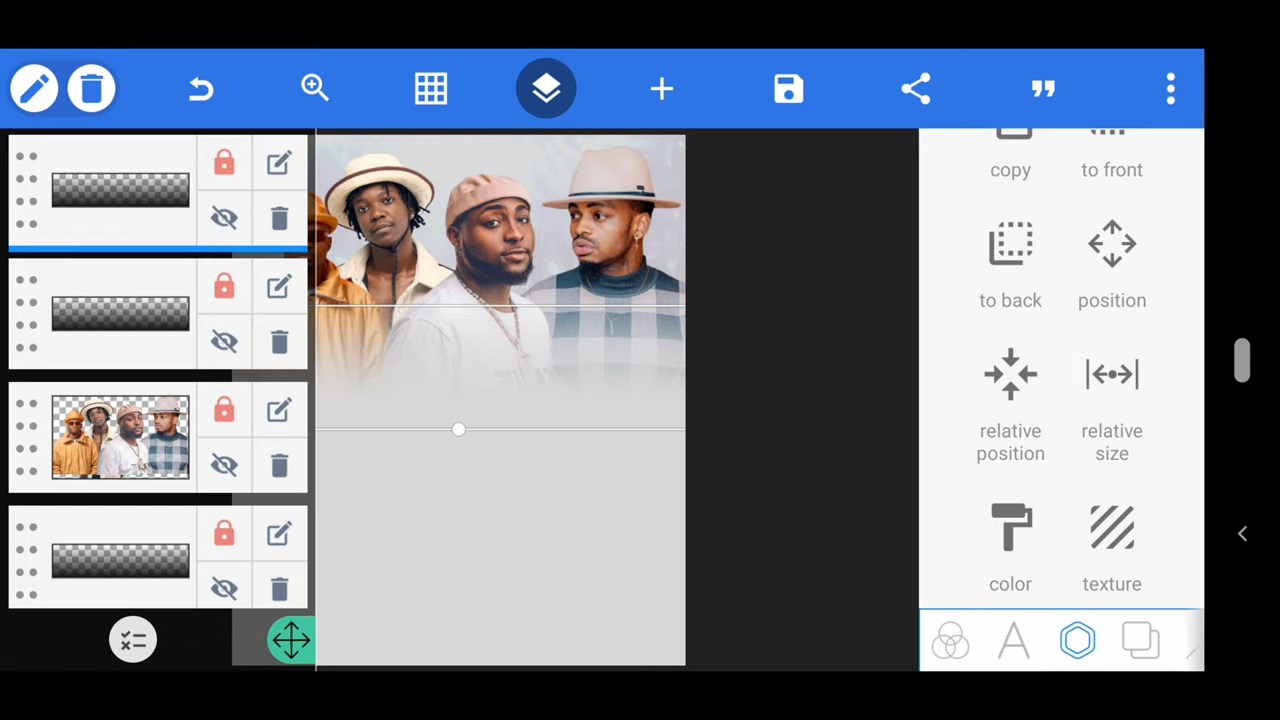 copy
to front
to back
position
relative
position
relative
size
color
texture